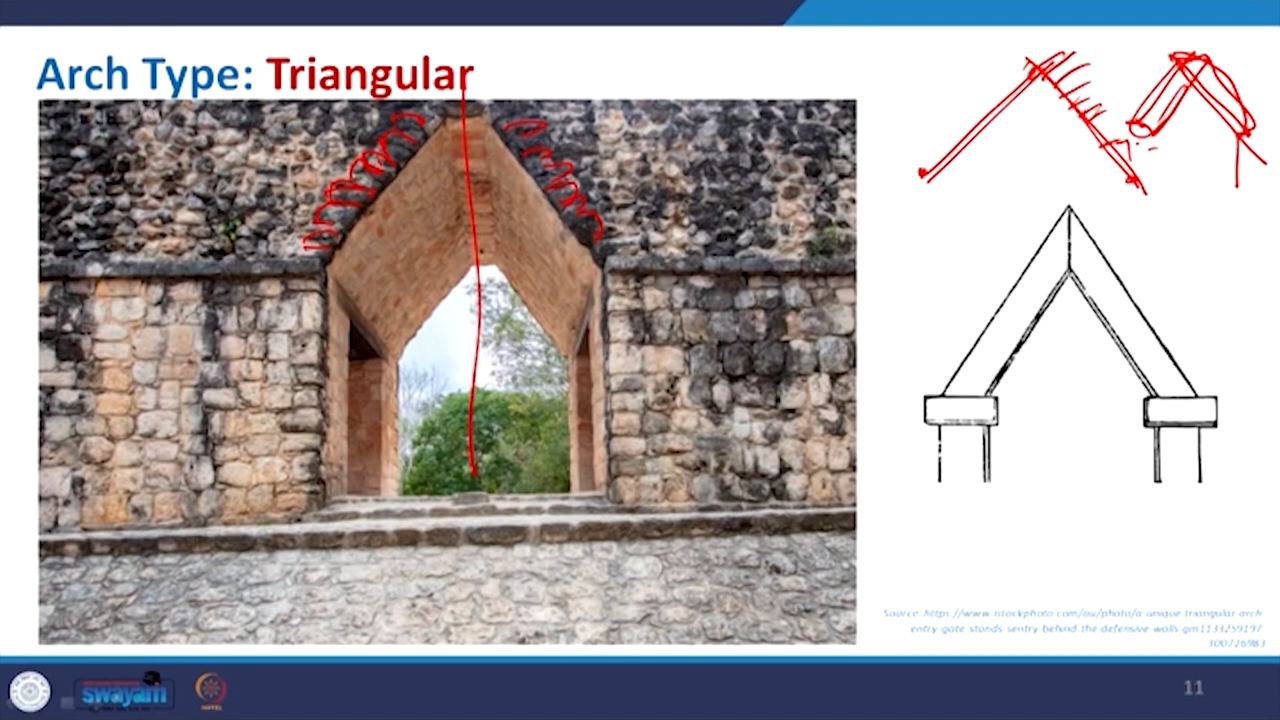 Arch Type: Triangular
Source: https://www.istockphoto.com/au/photo/a-unique-triangular-arch-
entry-gate-stands-sentry-behind-the-defensive-walls-gm1133259197-
300726983
swayam
11